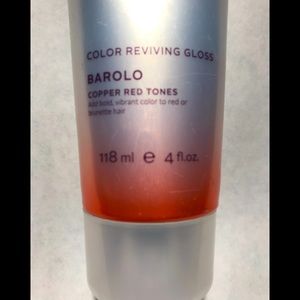 COLOR REVIVING GLOSS
BAROLO
COPPER RED TONES
Add bold, vibrant color to red or
brunette hair
118 ml e 4 fl.oz.